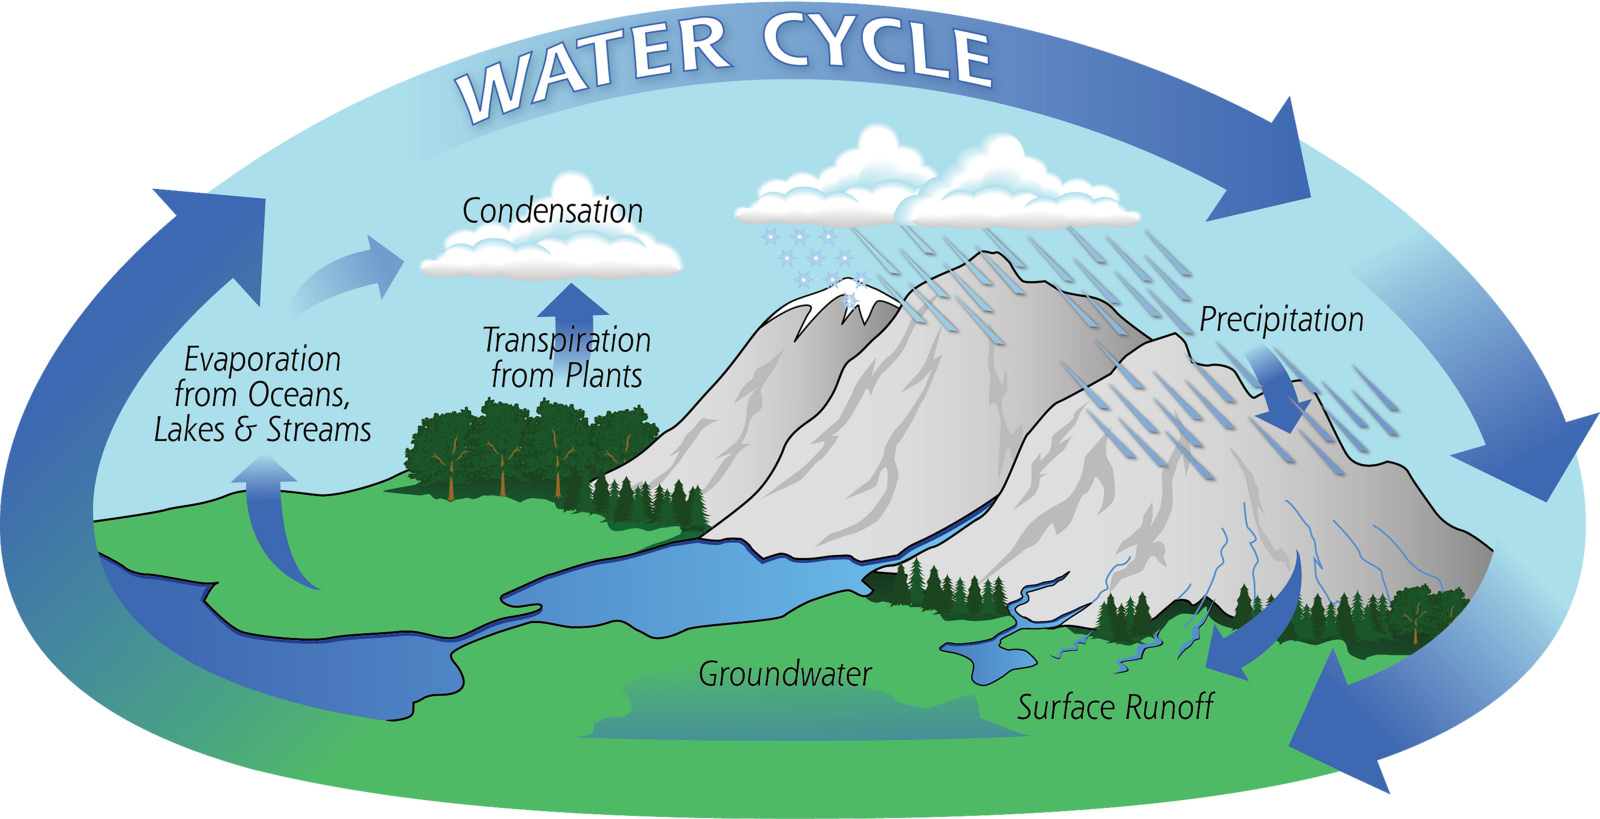 WATER CYCLE
Condensation
Transpiration
from Plants
Evaporation
from Oceans,
Lakes & Streams
Precipitation
Groundwater
Surface Runoff